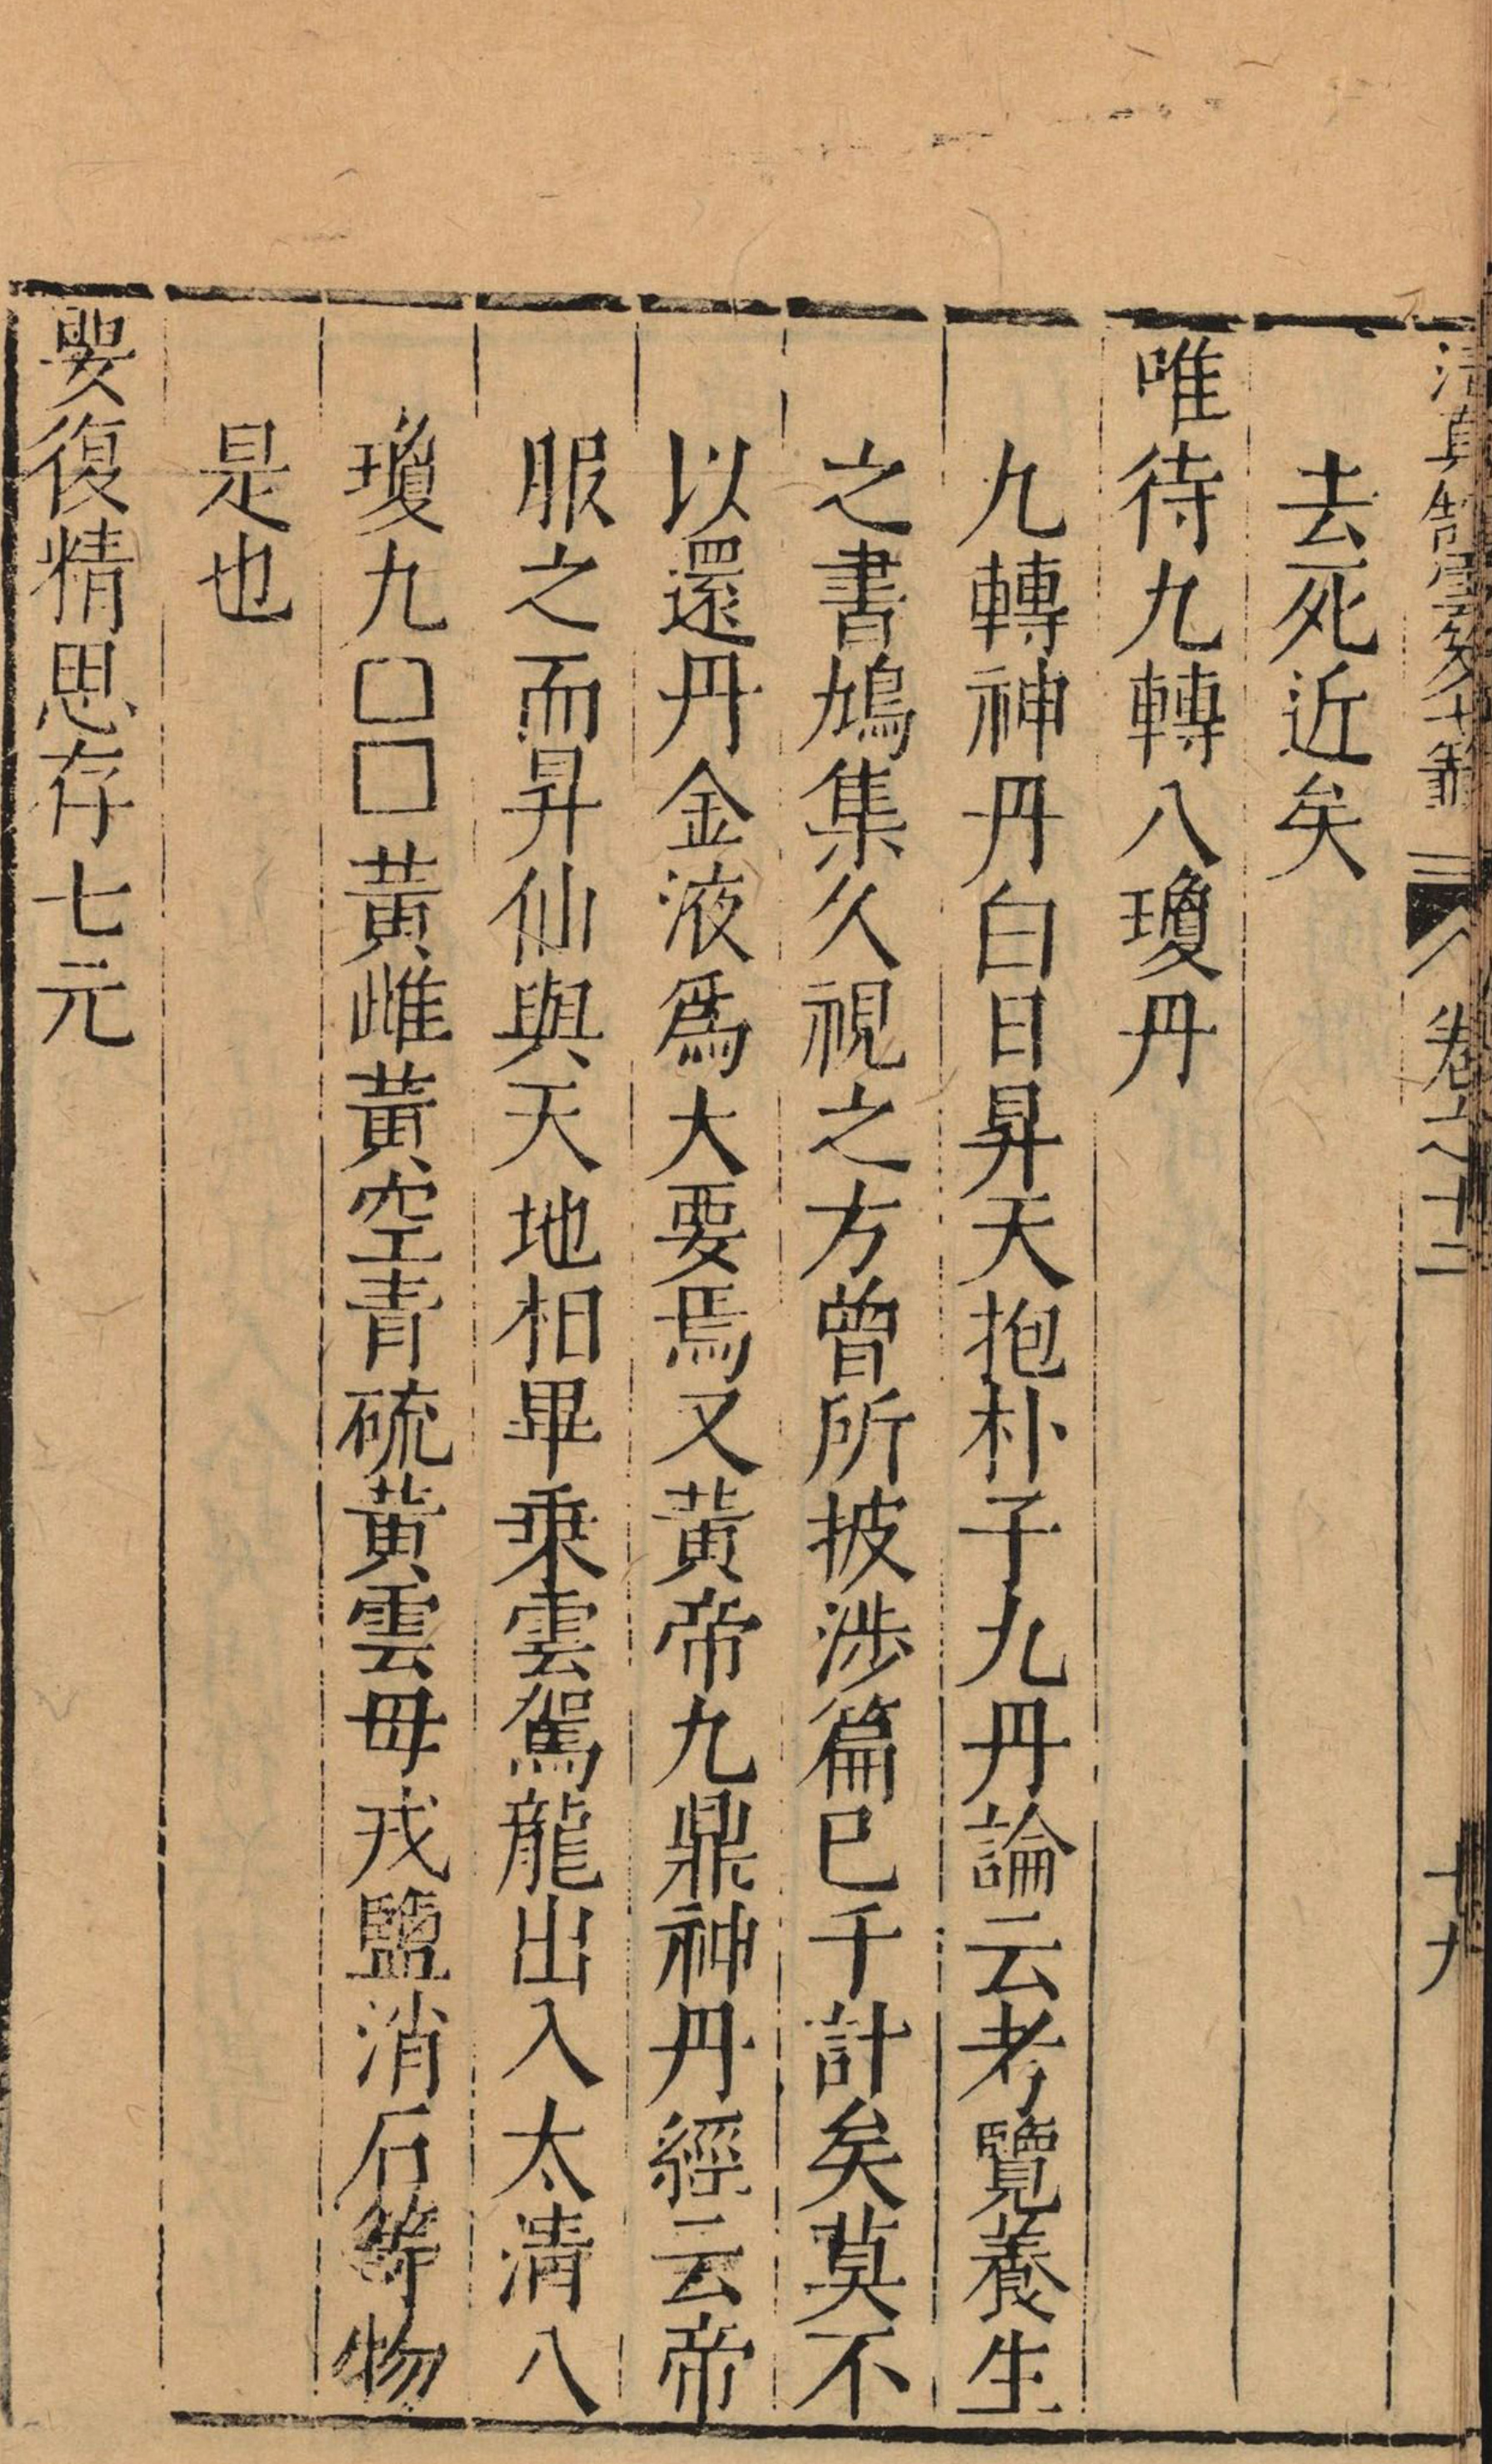 去死近矣
唯待九轉八瓊丹
九轉神丹白日昇天抱朴子九丹論云考覽養生
之書鳩集久視之方曾所披涉篇已千計矣莫不
以還丹金液爲大要焉又黃帝九鼎神丹經云帝
服之而昇仙與天地相畢乘雲駕龍出入太清八
瓊九□□黃雌黃空青硫黃雲母戎鹽消石等物
是也
要復精思存七元
卷之十二
十九